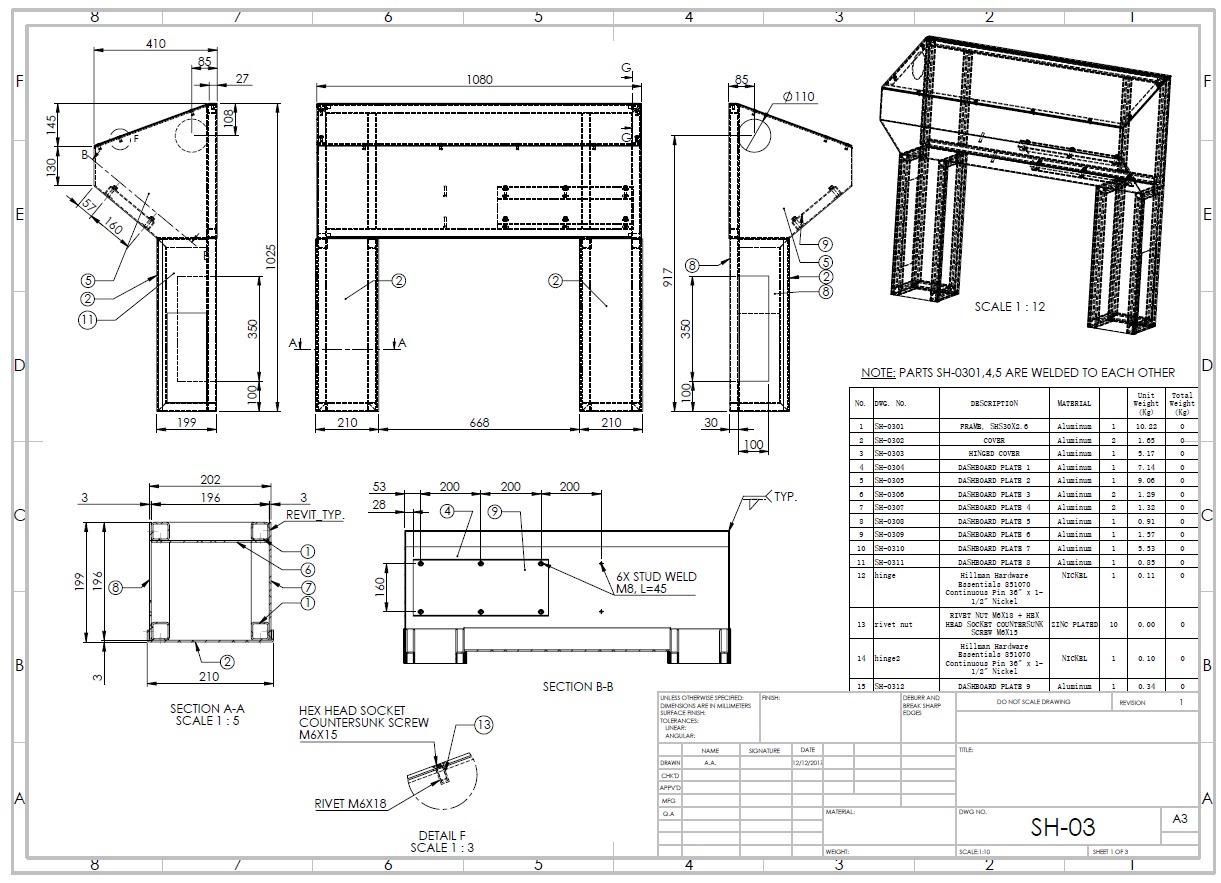 8 7 6 5 4 3 2 1
F
E
D
C
B
A
F
E
D
C
B
A
410
85
27
145
130
108
B
F
57
160
1025
350
100
199
5
2
11
1080
G
G
2
2
A
A
210
668
210
85
Ø110
917
350
100
30
100
8
9
5
2
8
SCALE 1 : 12
NOTE: PARTS SH-0301,4,5 ARE WELDED TO EACH OTHER
No. DWG. No. DESCRIPTION MATERIAL Unit Weight (Kg) Total Weight (Kg)
1 SH-0301 FRAME, SHS30X2.6 Aluminum 1 10.22 0
2 SH-0302 COVER Aluminum 2 1.65 0
3 SH-0303 HINGED COVER Aluminum 1 5.17 0
4 SH-0304 DASHBOARD PLATE 1 Aluminum 1 7.14 0
5 SH-0305 DASHBOARD PLATE 2 Aluminum 1 9.06 0
6 SH-0306 DASHBOARD PLATE 3 Aluminum 2 1.29 0
7 SH-0307 DASHBOARD PLATE 4 Aluminum 2 1.32 0
8 SH-0308 DASHBOARD PLATE 5 Aluminum 1 0.91 0
9 SH-0309 DASHBOARD PLATE 6 Aluminum 1 1.57 0
10 SH-0310 DASHBOARD PLATE 7 Aluminum 1 5.53 0
11 SH-0311 DASHBOARD PLATE 8 Aluminum 1 0.85 0
12 hinge Hillman Hardware NICKEL 1 0.11 0
Essentials 851070
Continuous Pin 36" x 1-
1/2" Nickel
13 rivet nut RIVET NUT M6X18 + HEX ZINC PLATED 10 0.00 0
HEAD SOCKET COUNTERSUNK
SCREW M6X15
14 hinge2 Hillman Hardware NICKEL 1 0.10 0
Essentials 851070
Continuous Pin 36" x 1-
1/2" Nickel
15 SH-0312 DASHBOARD PLATE 9 Aluminum 1 0.34 0
202
3
196
3
REVIT_TYP.
199
196
3
8
1
6
7
1
2
210
SECTION A-A
SCALE 1 : 5
53
200
200
200
28
4
9
TYP.
160
6X STUD WELD
M8, L=45
SECTION B-B
HEX HEAD SOCKET
COUNTERSUNK SCREW
M6X15
13
RIVET M6X18
DETAIL F
SCALE 1 : 3
UNLESS OTHERWISE SPECIFIED:
DIMENSIONS ARE IN MILLIMETERS
SURFACE FINISH:
TOLERANCES:
LINEAR:
ANGULAR:
FINISH:
DEBURR AND
BREAK SHARP
EDGES
DO NOT SCALE DRAWING
REVISION 1
NAME SIGNATURE DATE
DRAWN A.A. 12/12/201
CHK'D
APPV'D
MFG
Q.A
TITLE:
MATERIAL:
DWG NO.
SH-03
A3
WEIGHT:
SCALE:1:10
SHEET 1 OF 3
8 7 6 5 4 3 2 1